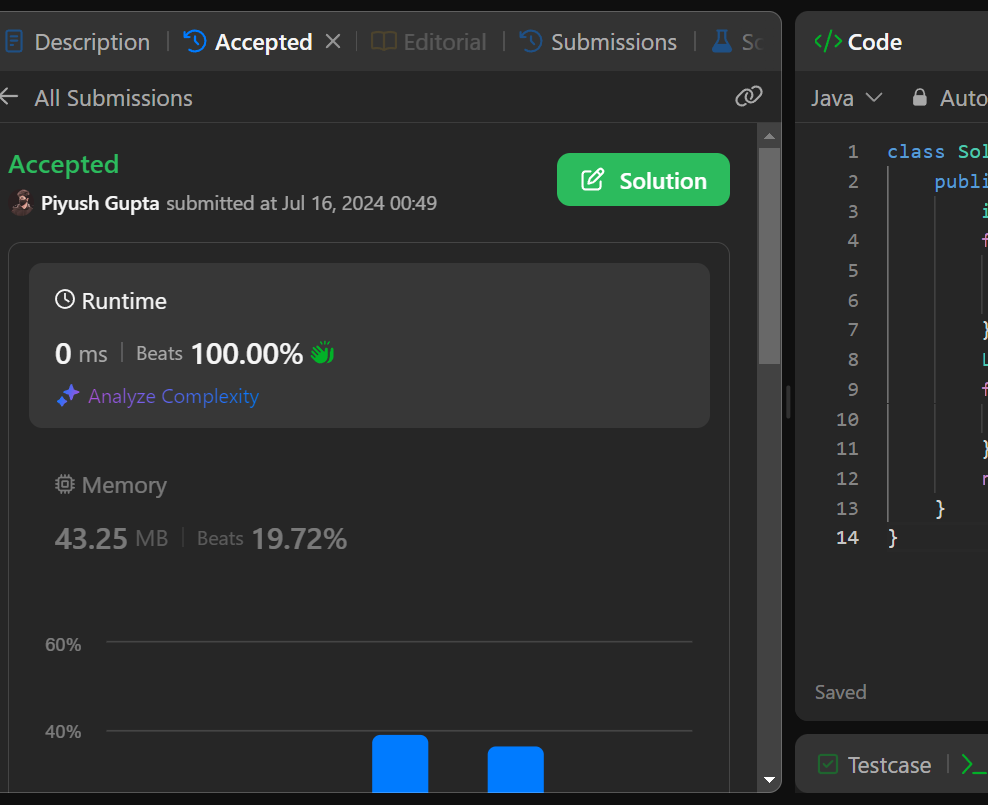 Description
Accepted
Editorial
Submissions
All Submissions
Accepted
Piyush Gupta submitted at Jul 16, 2024 00:49
Solution
Runtime
0 ms
Beats 100.00%
Analyze Complexity
Memory
43.25 MB
Beats 19.72%
60%
40%
</> Code
Java
Auto
1 class Sol
2 publi
3 i
4 f
5
6
7 }
8 L
9 f
10
11 }
12 r
13 }
14 }
Saved
Testcase